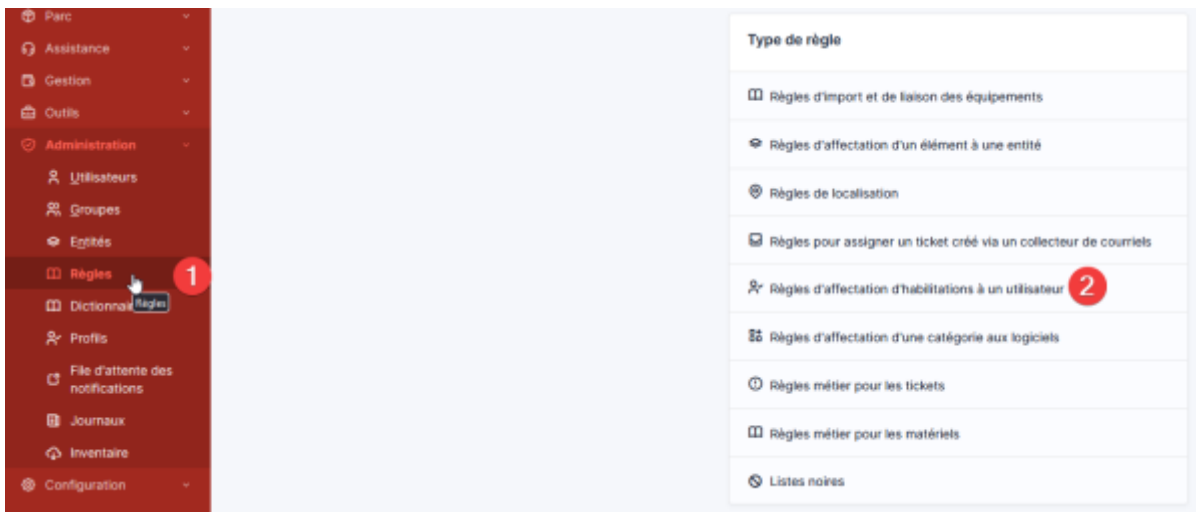 Parc
Assistance
Gestion
Outils
Administration
Utilisateurs
Groupes
Entités
Règles
1
Règles
Dictionnai
Profils
File d'attente des
notifications
Journaux
Inventaire
Configuration
Type de règle
Règles d'import et de liaison des équipements
Règles d'affectation d'un élément à une entité
Règles de localisation
Règles pour assigner un ticket créé via un collecteur de courriels
Règles d'affectation d'habilitations à un utilisateur
2
Règles d'affectation d'une catégorie aux logiciels
Règles métier pour les tickets
Règles métier pour les matériels
Listes noires